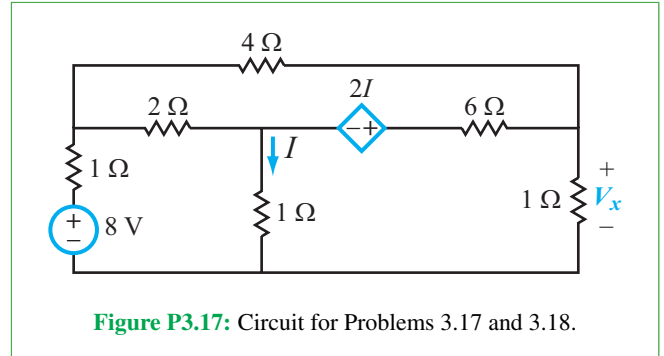 4 Ω
2I
2 Ω
6 Ω
− +
I
1 Ω
+
1 Ω
Vx
+
8 V
1 Ω
−
−
Figure P3.17: Circuit for Problems 3.17 and 3.18.